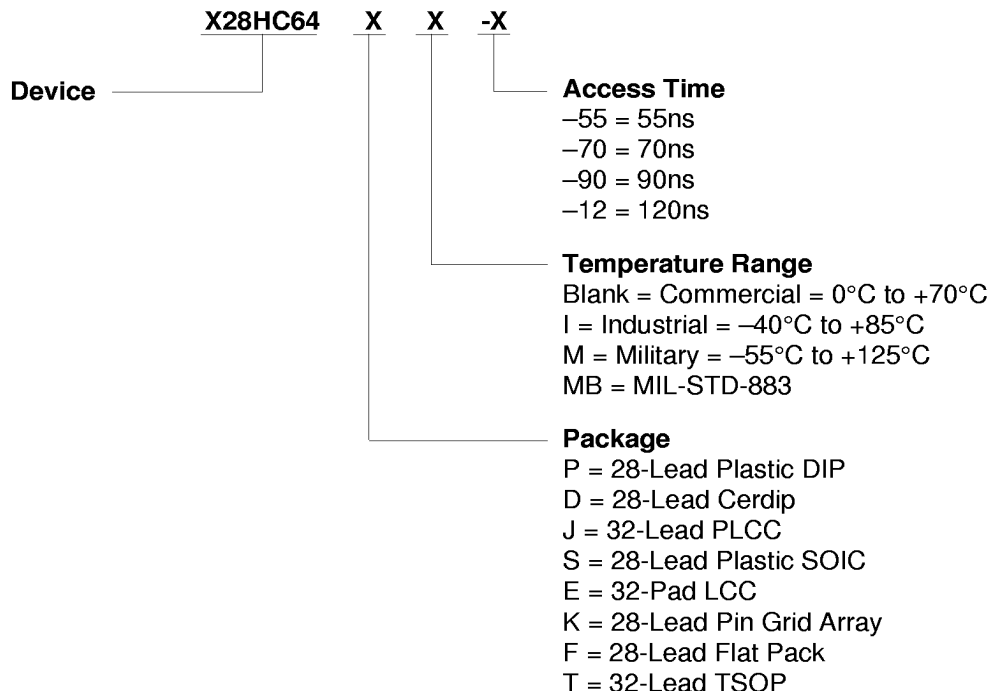 X28HC64 X X -X
Device
Access Time
–55 = 55ns
–70 = 70ns
–90 = 90ns
–12 = 120ns
Temperature Range
Blank = Commercial = 0°C to +70°C
I = Industrial = –40°C to +85°C
M = Military = –55°C to +125°C
MB = MIL-STD-883
Package
P = 28-Lead Plastic DIP
D = 28-Lead Cerdip
J = 32-Lead PLCC
S = 28-Lead Plastic SOIC
E = 32-Pad LCC
K = 28-Lead Pin Grid Array
F = 28-Lead Flat Pack
T = 32-Lead TSOP